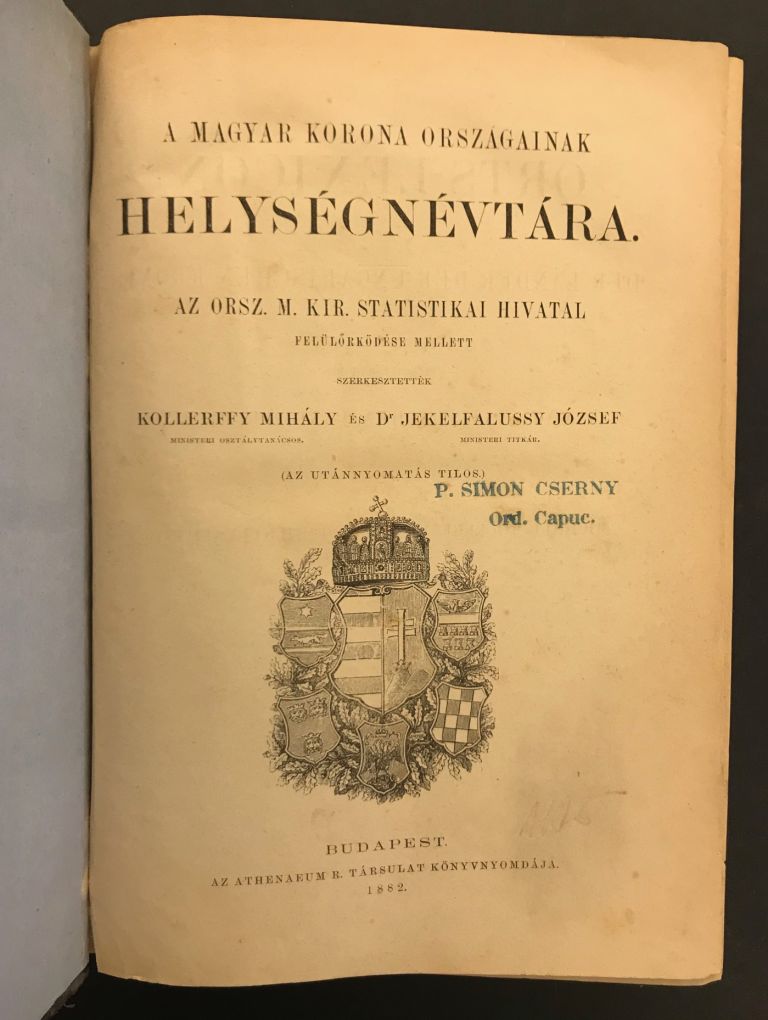 A MAGYAR KORONA ORSZÁGAINAK
HELYSÉGNÉVTÁRA.
AZ ORSZ. M. KIR. STATISTIKAI HIVATAL
FELÜLŐRKÖDÉSE MELLETT
SZERKESZTETTÉK
KOLLERFFY MIHÁLY ÉS Dr JEKELFALUSSY JÓZSEF
MINISTERI OSZTÁLYTANÁCSOS. MINISTERI TITKÁR.
(AZ UTÁNNYOMATÁS TILOS.)
P. SIMON CSERNY
Ord. Capuc.
BUDAPEST.
AZ ATHENAEUM R. TÁRSULAT KÖNYVNYOMDÁJA.
1882.